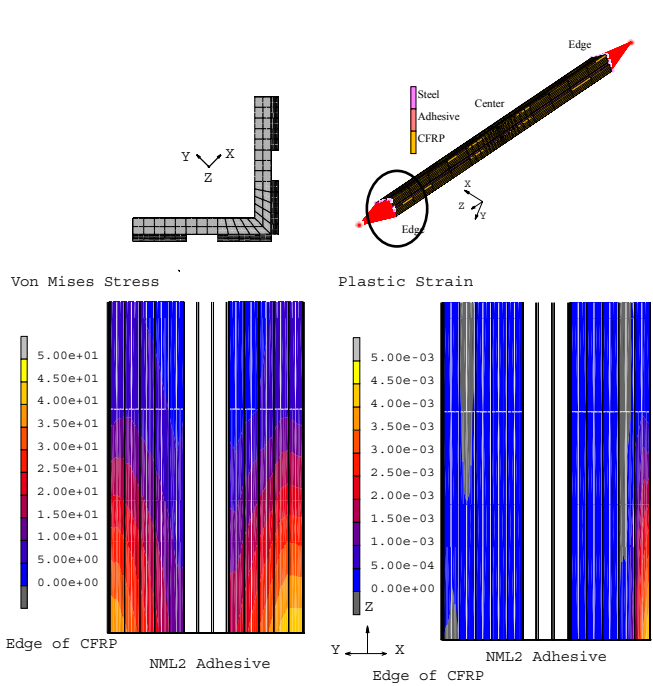 Edge
Steel
Center
Adhesive
CFRP
Y X
Z
X
Z
Y
Edge
Von Mises Stress
Plastic Strain
5.00e+01
4.50e+01
4.00e+01
3.50e+01
3.00e+01
2.50e+01
2.00e+01
1.50e+01
1.00e+01
5.00e+00
0.00e+00
5.00e-03
4.50e-03
4.00e-03
3.50e-03
3.00e-03
2.50e-03
2.00e-03
1.50e-03
1.00e-03
5.00e-04
0.00e+00
Z
Y X
Edge of CFRP
NML2 Adhesive
NML2 Adhesive
Edge of CFRP